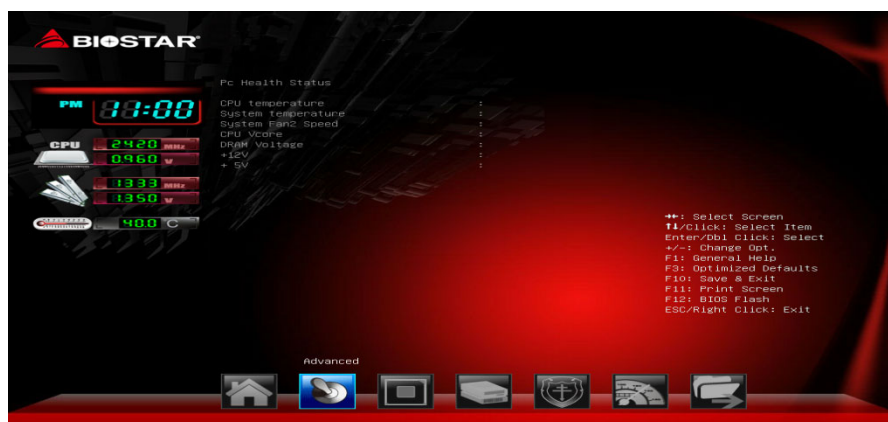 BIOSTAR
Pc Health Status
PM 11:00
CPU temperature :
System temperature :
System Fan2 Speed :
CPU Vcore :
DRAM Voltage :
+12V :
+ 5V :
CPU 2420 MHz
0.960 V
1333 MHz
1.350 V
40.0 C
→←: Select Screen
↑↓/Click: Select Item
Enter/Dbl Click: Select
+/-: Change Opt.
F1: General Help
F3: Optimized Defaults
F10: Save & Exit
F11: Print Screen
F12: BIOS Flash
ESC/Right Click: Exit
Advanced